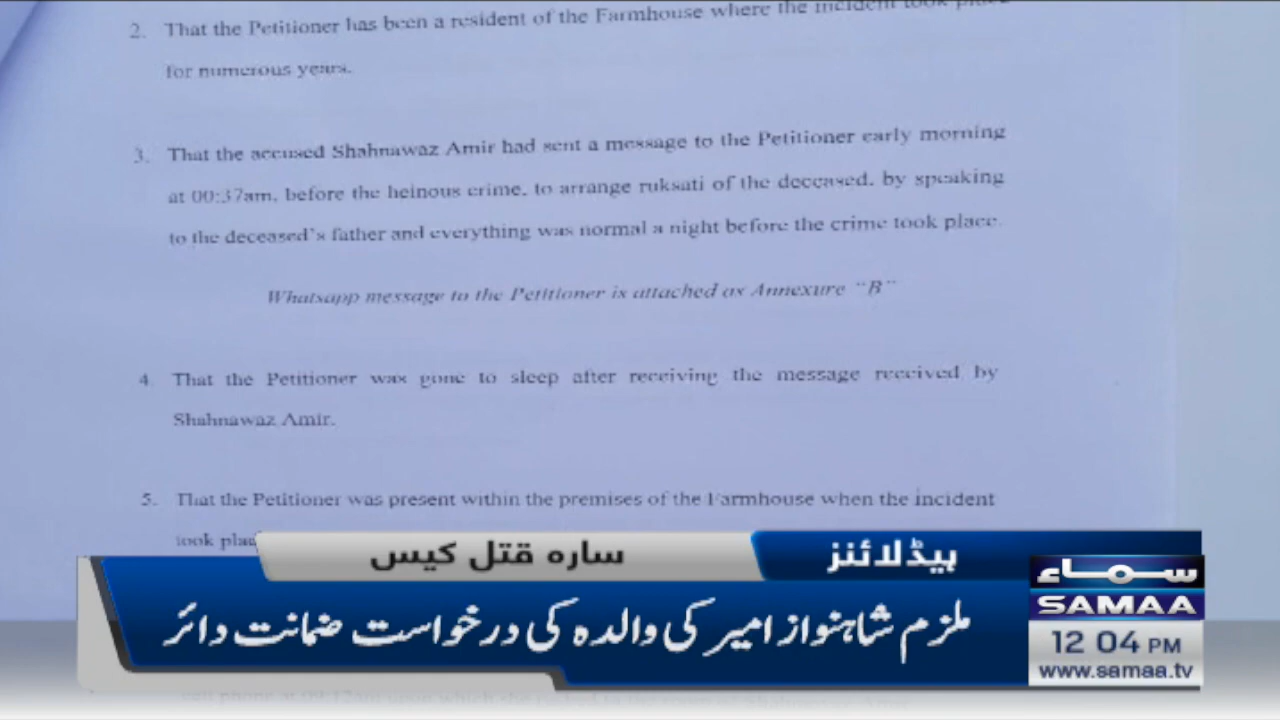 2. That the Petitioner has been a resident of the Farmhouse where the incident took place
for numerous years.
3. That the accused Shahnawaz Amir had sent a message to the Petitioner early morning
at 00:37am, before the heinous crime, to arrange ruksati of the deceased, by speaking
to the deceased's father and everything was normal a night before the crime took place.
Whatsapp message to the Petitioner is attached as Annexure "B"
4. That the Petitioner was gone to sleep after receiving the message received by
Shahnawaz Amir.
5. That the Petitioner was present within the premises of the Farmhouse when the incident
took
ہیڈلائنز
سارہ قتل کیس
ملزم شاہنواز امیر کی والدہ کی درخواست ضمانت دائر
سماء
SAMAA
12 04 PM
www.samaa.tv